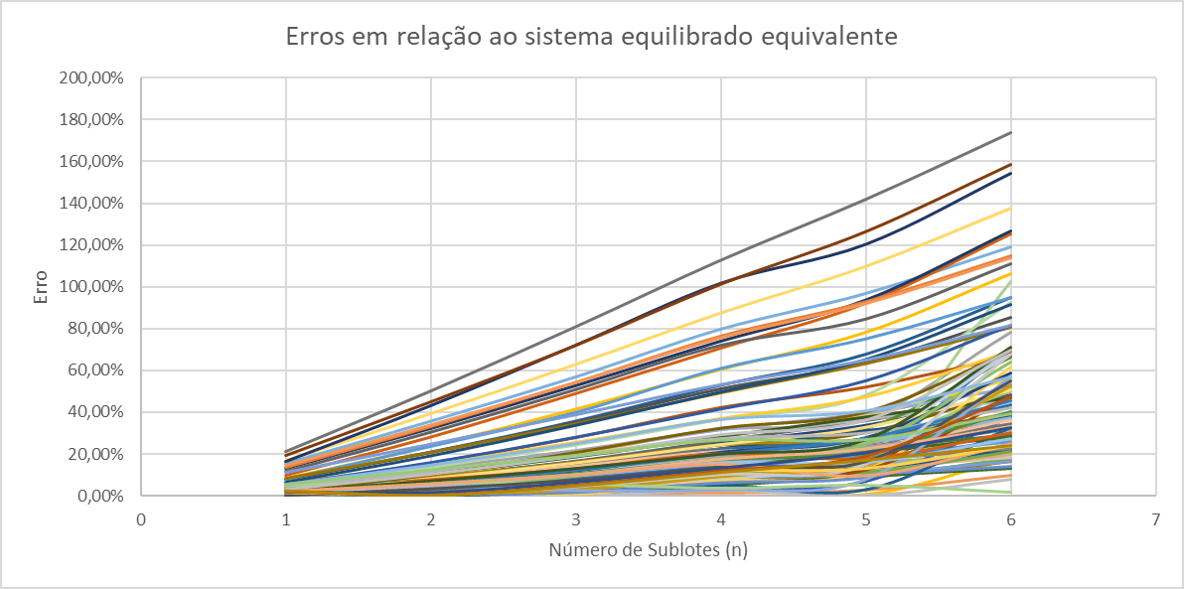 Erros em relação ao sistema equilibrado equivalente
200,00%
180,00%
160,00%
140,00%
120,00%
100,00%
80,00%
60,00%
40,00%
20,00%
0,00%
Erro
0 1 2 3 4 5 6 7
Número de Sublotes (n)